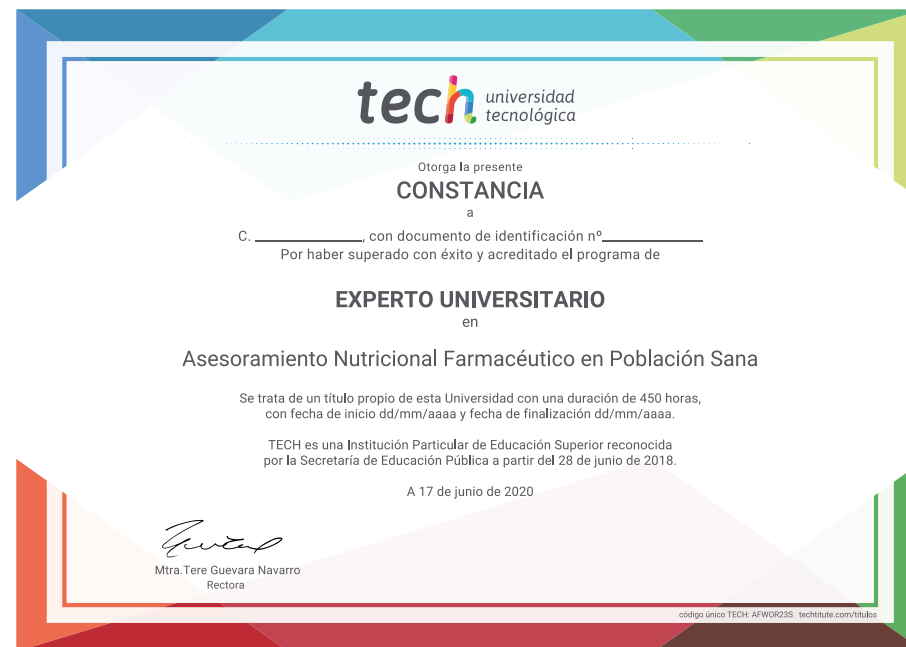 tech universidad
tecnológica
Otorga la presente
CONSTANCIA
a
C. ____________, con documento de identificación nº____________
Por haber superado con éxito y acreditado el programa de
EXPERTO UNIVERSITARIO
en
Asesoramiento Nutricional Farmacéutico en Población Sana
Se trata de un título propio de esta Universidad con una duración de 450 horas,
con fecha de inicio dd/mm/aaaa y fecha de finalización dd/mm/aaaa.
TECH es una Institución Particular de Educación Superior reconocida
por la Secretaría de Educación Pública a partir del 28 de junio de 2018.
A 17 de junio de 2020
Mtra.Tere Guevara Navarro
Rectora
código único TECH: AFWOR23S techtitute.com/titulos